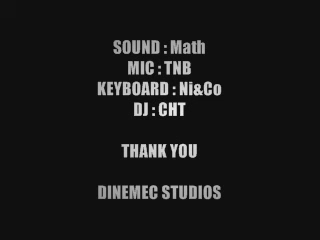 SOUND : Math
MIC : TNB
KEYBOARD : Ni&Co
DJ : CHT
THANK YOU
DINEMEC STUDIOS